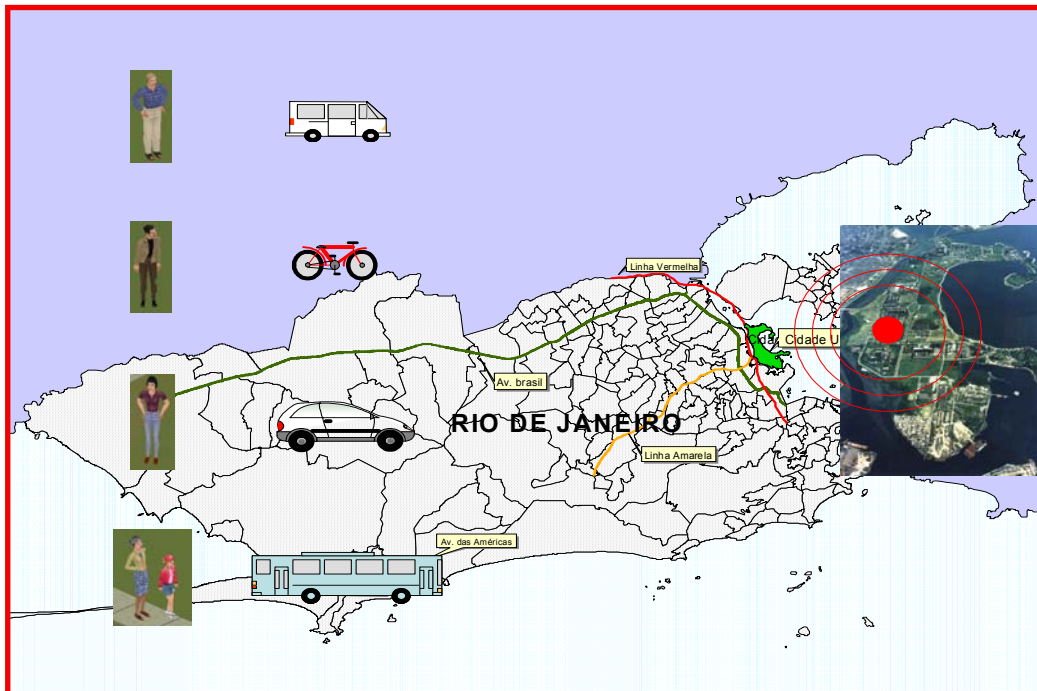 Linha Vermelha
Cidade U
Av. brasil
RIO DE JANEIRO
Linha Amarela
Av. das Américas